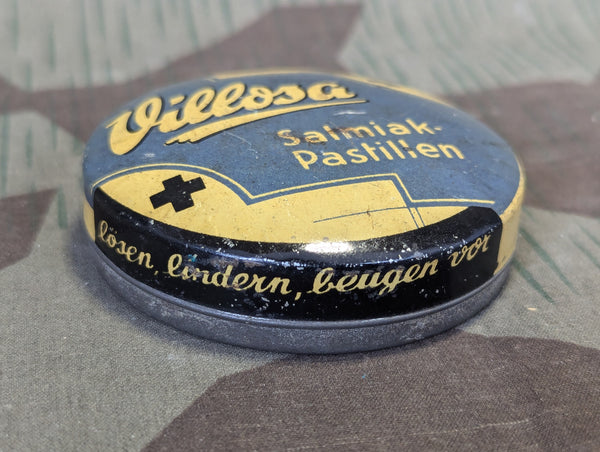 Villosa
Salmiak-
Pastillen
lösen, lindern, beugen vor